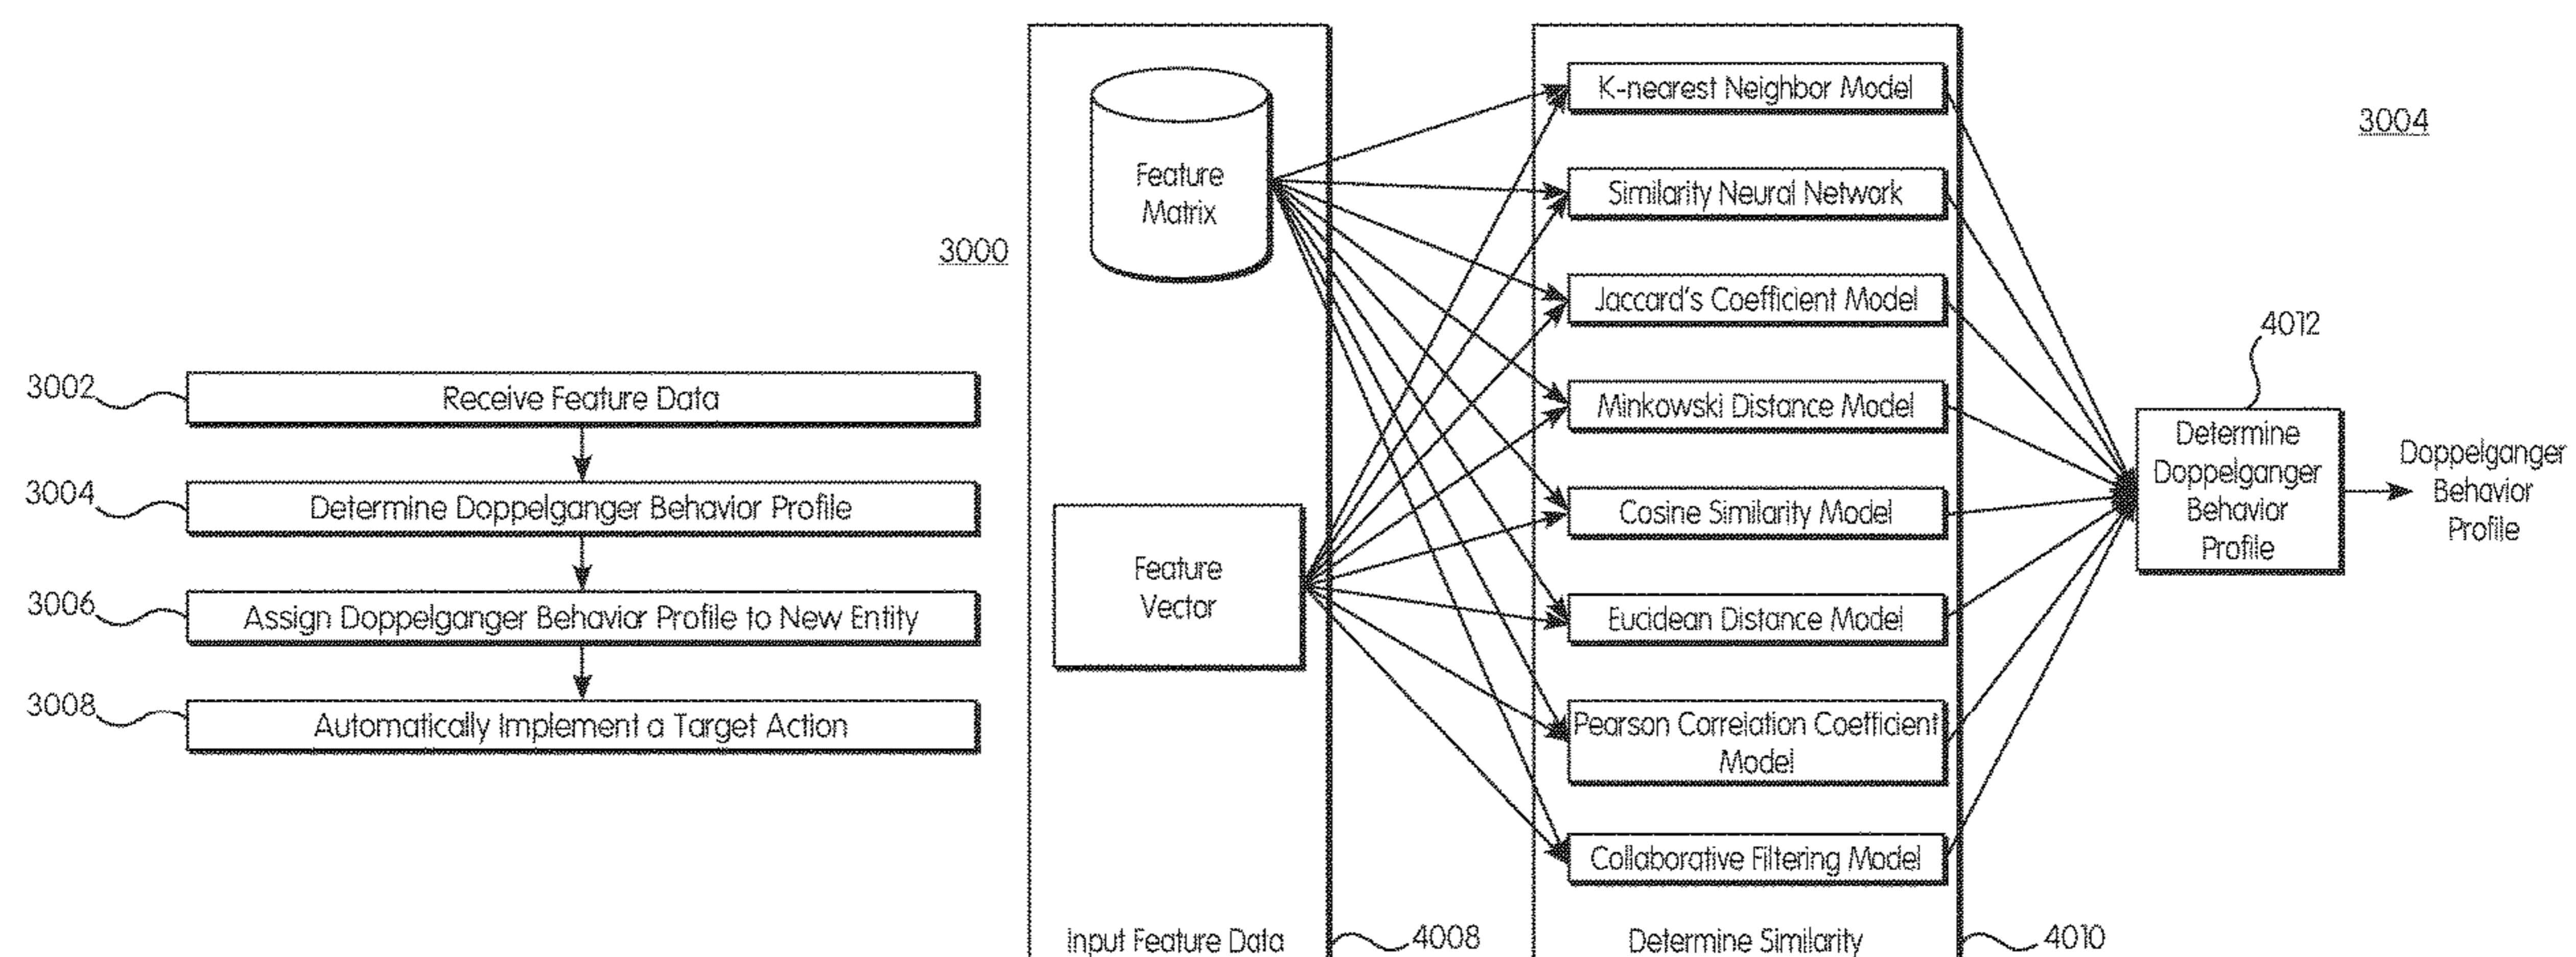 3000
3002
Receive Feature Data
3004
Determine Doppelganger Behavior Profile
3006
Assign Doppelganger Behavior Profile to New Entity
3008
Automatically Implement a Target Action
Feature
Matrix
Feature
Vector
Input Feature Data
4008
K-nearest Neighbor Model
Similarity Neural Network
Jaccard's Coefficient Model
Minkowski Distance Model
Cosine Similarity Model
Eucidean Distance Model
Pearson Correlation Coefficient
Model
Collaborative Filtering Model
Determine Similarity
4010
3004
4012
Determine
Doppelganger
Behavior
Profile
Doppelganger
Behavior
Profile